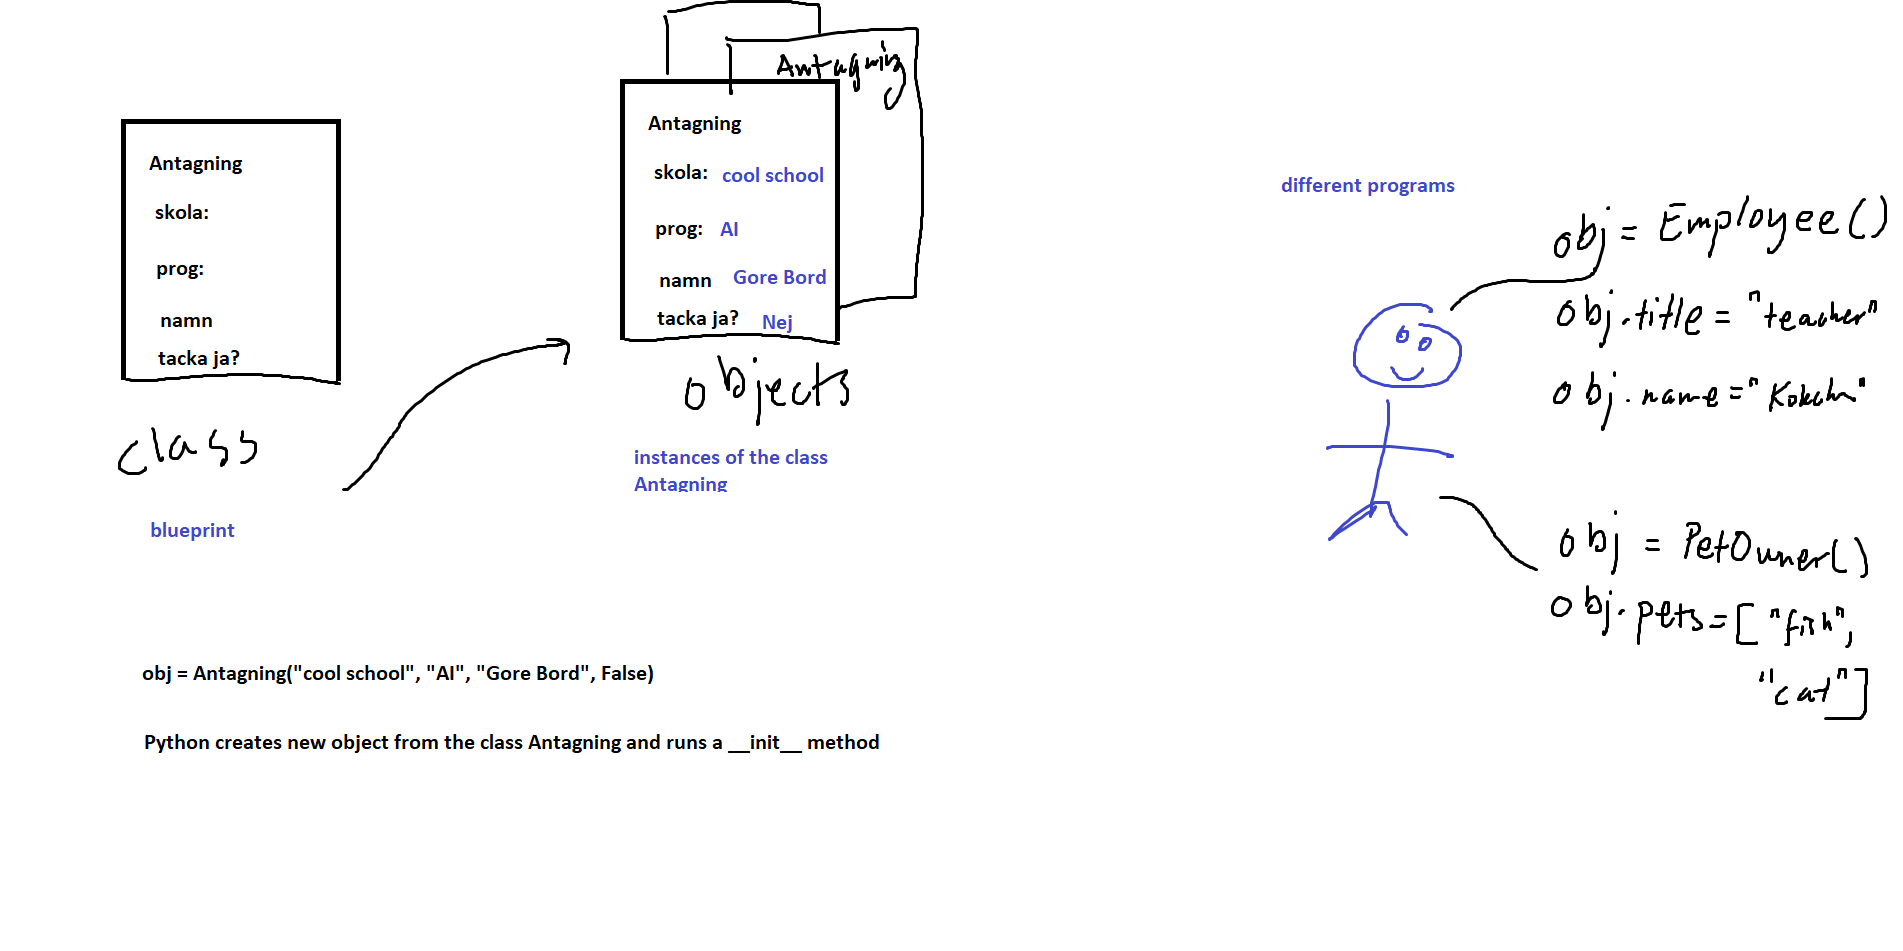 Antagning
skola:
prog:
namn
tacka ja?
class
blueprint
Antagning
Antagning
skola: cool school
prog: AI
namn Gore Bord
tacka ja? Nej
objects
instances of the class
Antagning
obj = Antagning("cool school", "AI", "Gore Bord", False)
Python creates new object from the class Antagning and runs a __init__ method
different programs
obj = Employee()
obj.title = "teacher"
obj.name = "Kokchun"
obj = PetOwner()
obj.pets = ["fish",
"cat"]